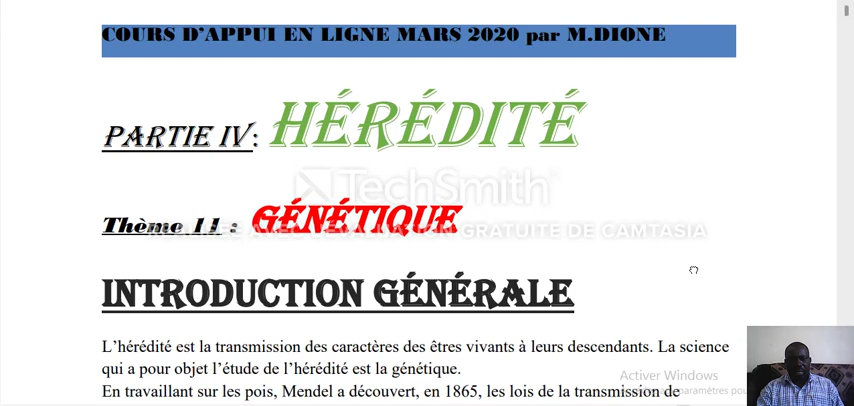 COURS D'APPUI EN LIGNE MARS 2020 par M.DIONE
PARTIE IV: HÉRÉDITÉ
TechSmith
Thème 11 : GÉNÉTIQUE
AVEC L'ÉVALUATION GRATUITE DE CAMTASIA
INTRODUCTION GÉNÉRALE
L'hérédité est la transmission des caractères des êtres vivants à leurs descendants. La science
qui a pour objet l'étude de l'hérédité est la génétique.
Activer Windows
En travaillant sur les pois, Mendel a découvert, en 1865, les lois de la transmission de
paramètres